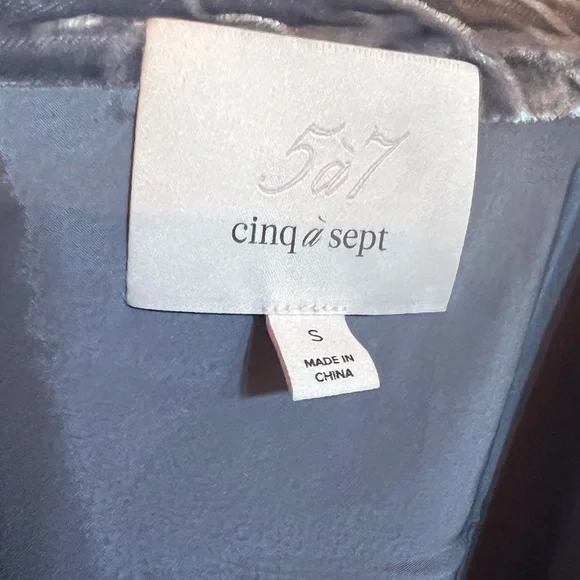 5à7
cinq à sept
S
MADE IN
CHINA